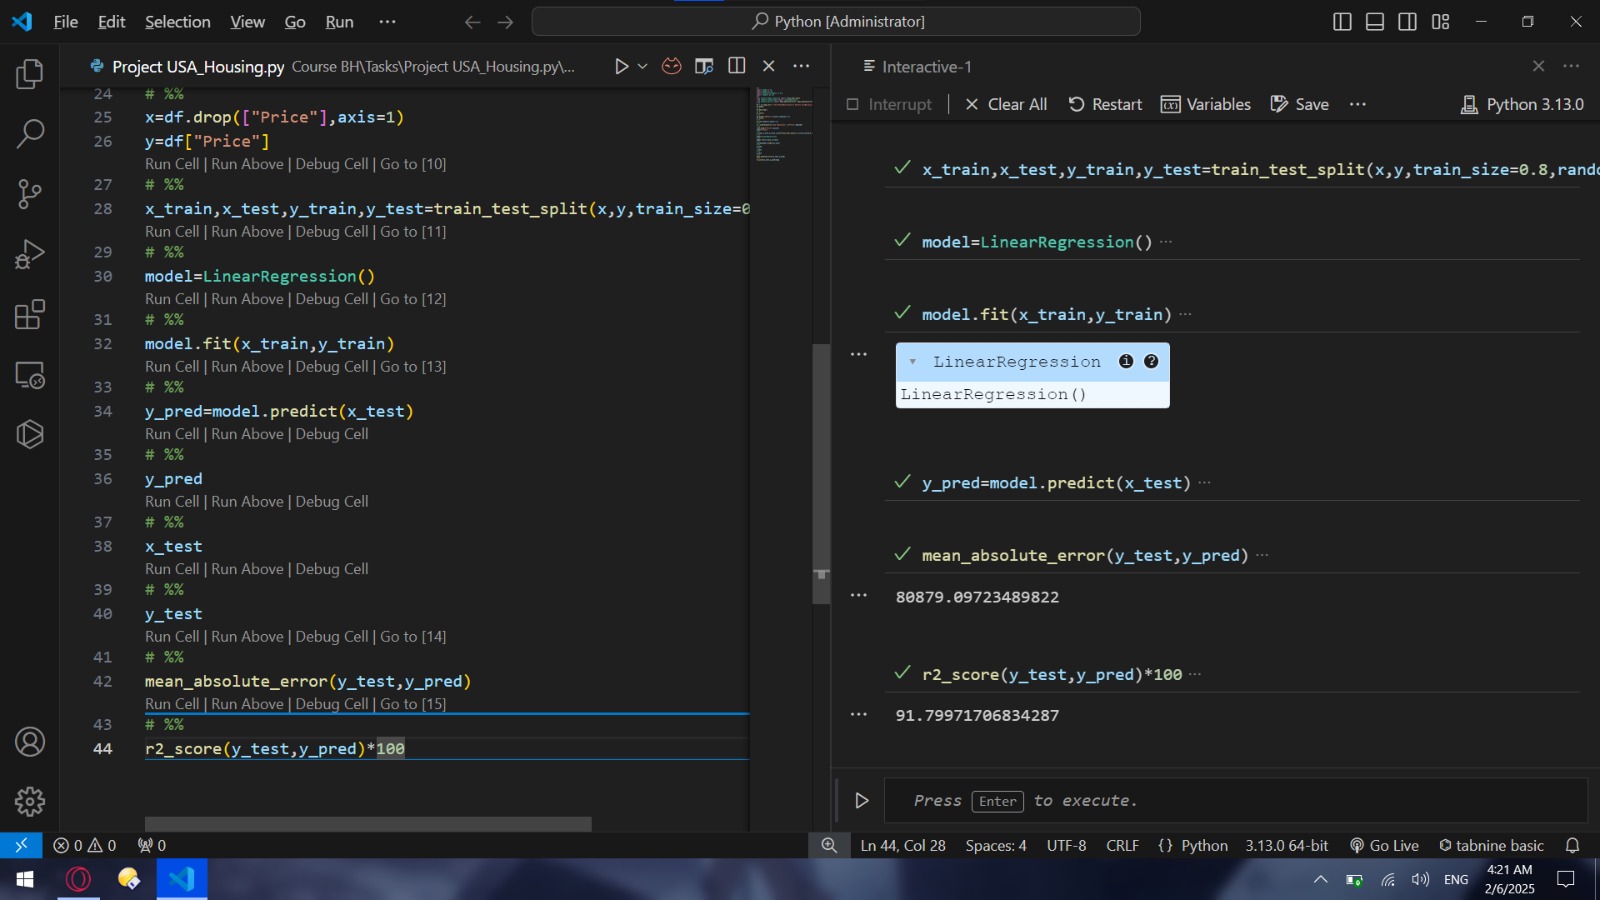 File Edit Selection View Go Run ···
Python [Administrator]
Project USA_Housing.py Course BH\Tasks\Project USA_Housing.py\...
24 # %%
25 x=df.drop(["Price"],axis=1)
26 y=df["Price"]
Run Cell | Run Above | Debug Cell | Go to [10]
27 # %%
28 x_train,x_test,y_train,y_test=train_test_split(x,y,train_size=0
Run Cell | Run Above | Debug Cell | Go to [11]
29 # %%
30 model=LinearRegression()
Run Cell | Run Above | Debug Cell | Go to [12]
31 # %%
32 model.fit(x_train,y_train)
Run Cell | Run Above | Debug Cell | Go to [13]
33 # %%
34 y_pred=model.predict(x_test)
Run Cell | Run Above | Debug Cell
35 # %%
36 y_pred
Run Cell | Run Above | Debug Cell
37 # %%
38 x_test
Run Cell | Run Above | Debug Cell
39 # %%
40 y_test
Run Cell | Run Above | Debug Cell | Go to [14]
41 # %%
42 mean_absolute_error(y_test,y_pred)
Run Cell | Run Above | Debug Cell | Go to [15]
43 # %%
44 r2_score(y_test,y_pred)*100
Interactive-1
Interrupt | Clear All Restart Variables Save ··· Python 3.13.0
x_train,x_test,y_train,y_test=train_test_split(x,y,train_size=0.8,rando
model=LinearRegression() ···
model.fit(x_train,y_train) ···
LinearRegression i ?
LinearRegression()
y_pred=model.predict(x_test) ···
mean_absolute_error(y_test,y_pred) ···
80879.09723489822
r2_score(y_test,y_pred)*100 ···
91.79971706834287
Press Enter to execute.
0 0 0 Ln 44, Col 28 Spaces: 4 UTF-8 CRLF {} Python 3.13.0 64-bit Go Live tabnine basic
ENG 4:21 AM
2/6/2025